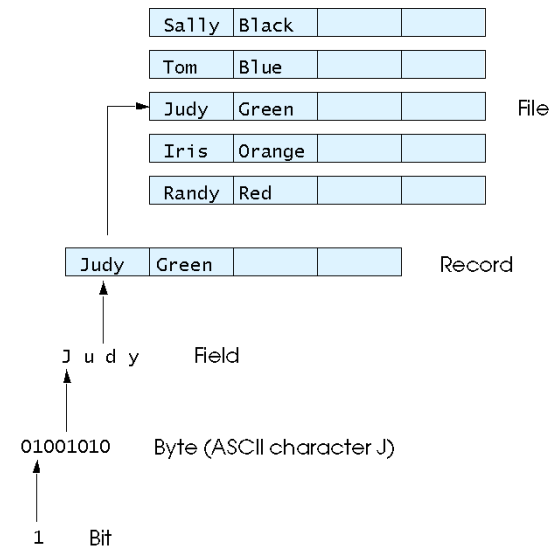 Sally Black
Tom Blue
Judy Green File
Iris Orange
Randy Red
Judy Green Record
J u d y Field
01001010 Byte (ASCII character J)
1 Bit